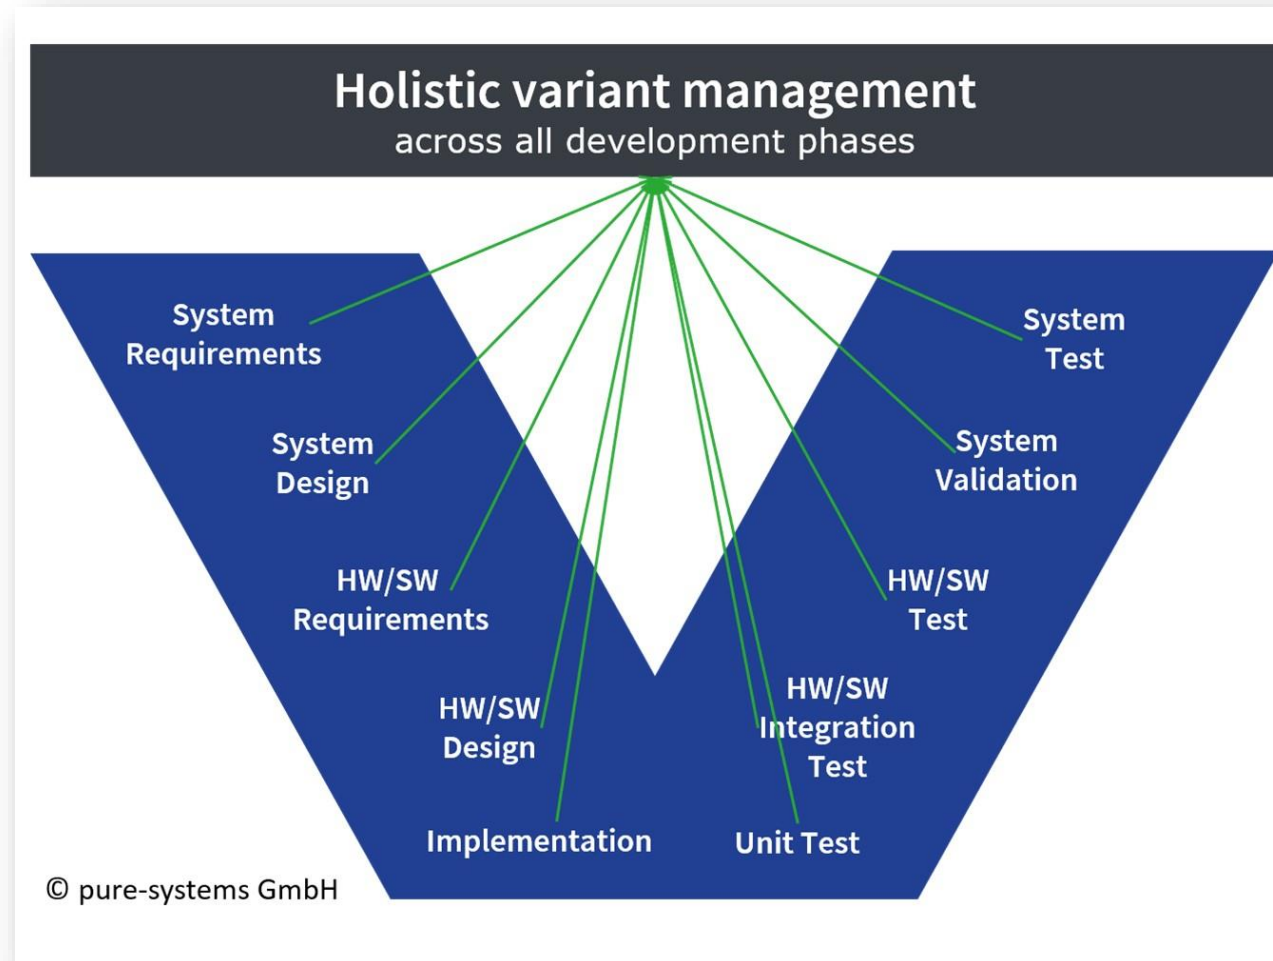 Holistic variant management
across all development phases
System
Requirements
System
Design
HW/SW
Requirements
HW/SW
Design
Implementation
System
Test
System
Validation
HW/SW
Test
HW/SW
Integration
Test
Unit Test
© pure-systems GmbH